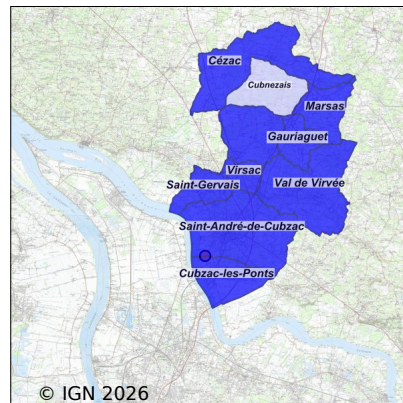 Cézac
Cubnezais
Marsas
Gauriaguet
Virsac
Saint-Gervais
Val de Virvée
Saint-André-de-Cubzac
Cubzac-les-Ponts
© IGN 2026